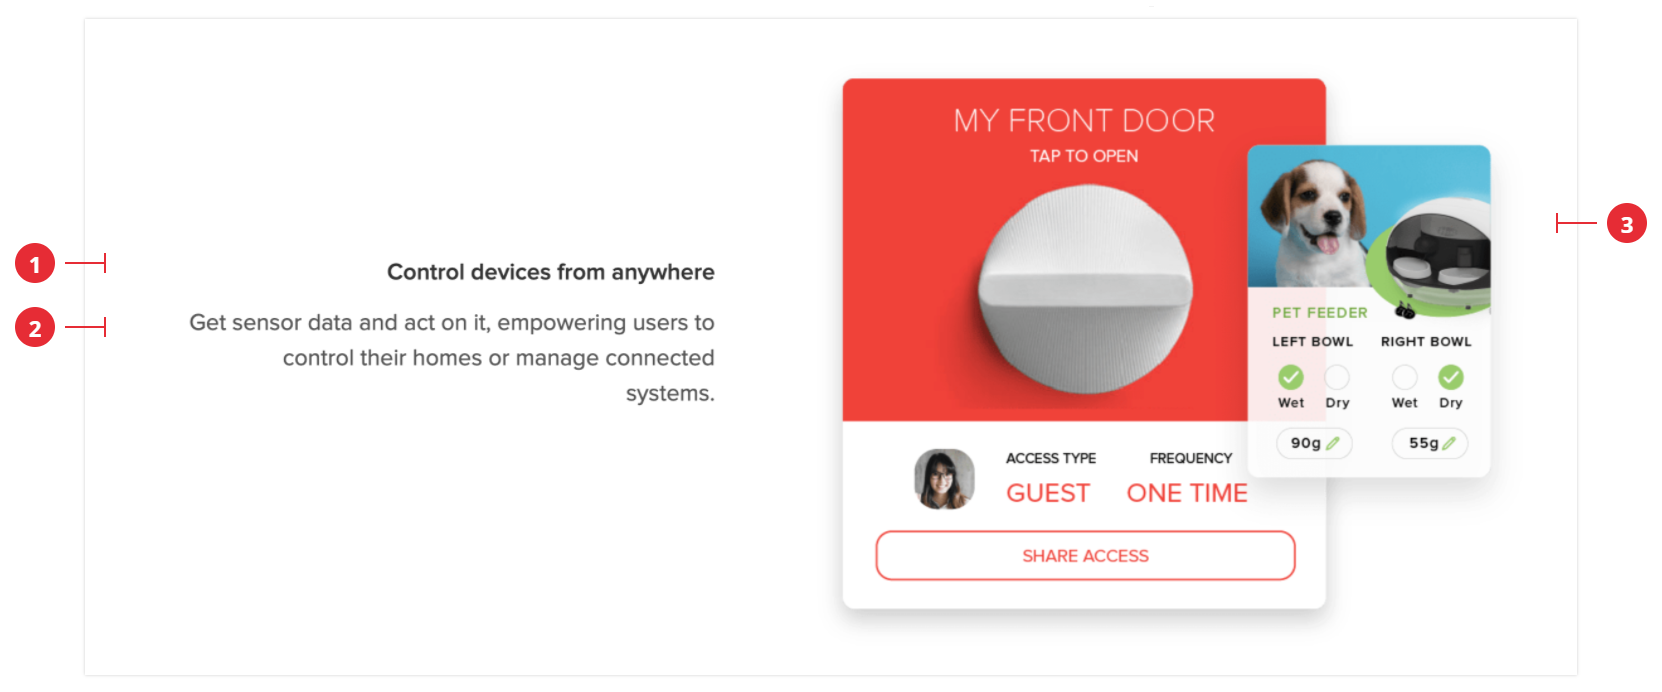 1
Control devices from anywhere
2
Get sensor data and act on it, empowering users to
control their homes or manage connected
systems.
MY FRONT DOOR
TAP TO OPEN
ACCESS TYPE
FREQUENCY
GUEST
ONE TIME
SHARE ACCESS
PET FEEDER
LEFT BOWL
RIGHT BOWL
Wet
Dry
Wet
Dry
90g
55g
3